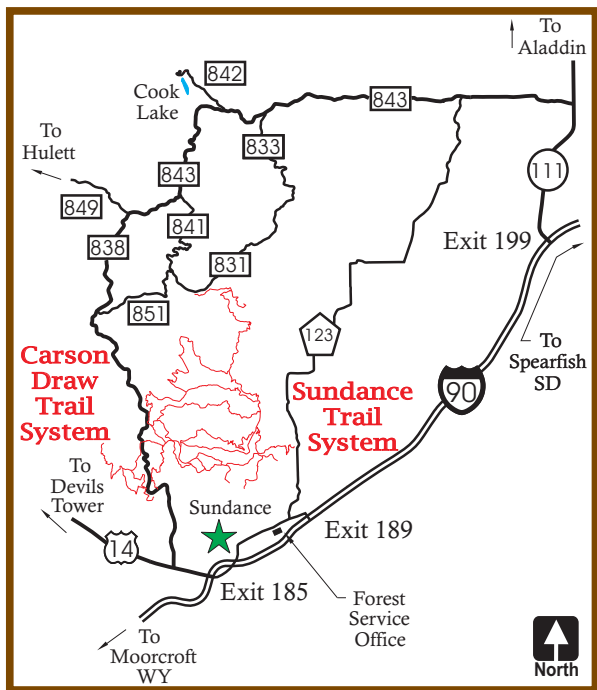 To
Aladdin
842
Cook
Lake
843
833
To
Hulett
843
111
849
841
838
Exit 199
831
851
123
To
Spearfish
SD
Carson
Draw
Trail
System
Sundance
Trail
System
90
To
Devils
Tower
Sundance
14
Exit 189
Exit 185
Forest
Service
Office
To
Moorcroft
WY
North